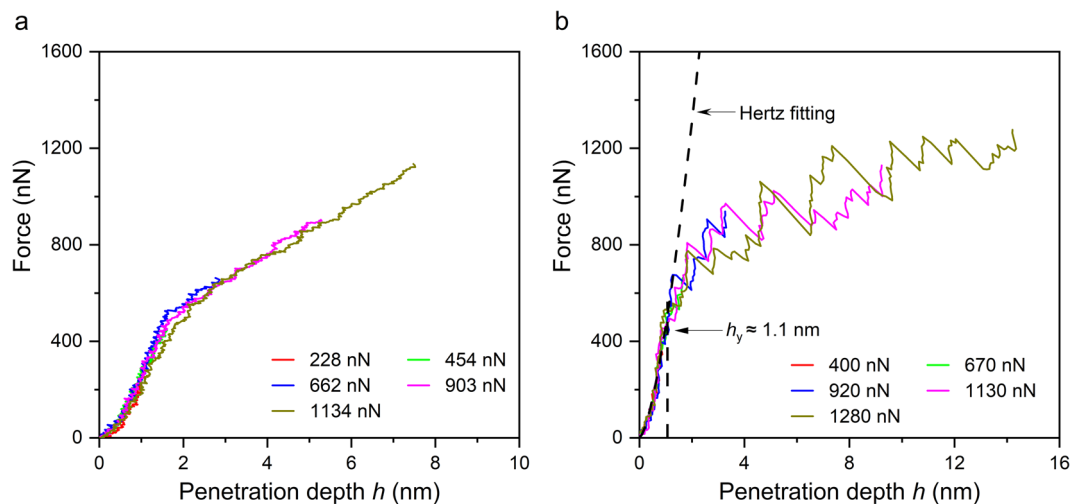 a
1600
1200
800
400
0
Force (nN)
228 nN
454 nN
662 nN
903 nN
1134 nN
0
2
4
6
8
10
Penetration depth h (nm)
b
1600
1200
800
400
0
Force (nN)
Hertz fitting
hy ≈ 1.1 nm
400 nN
670 nN
920 nN
1130 nN
1280 nN
0
4
8
12
16
Penetration depth h (nm)